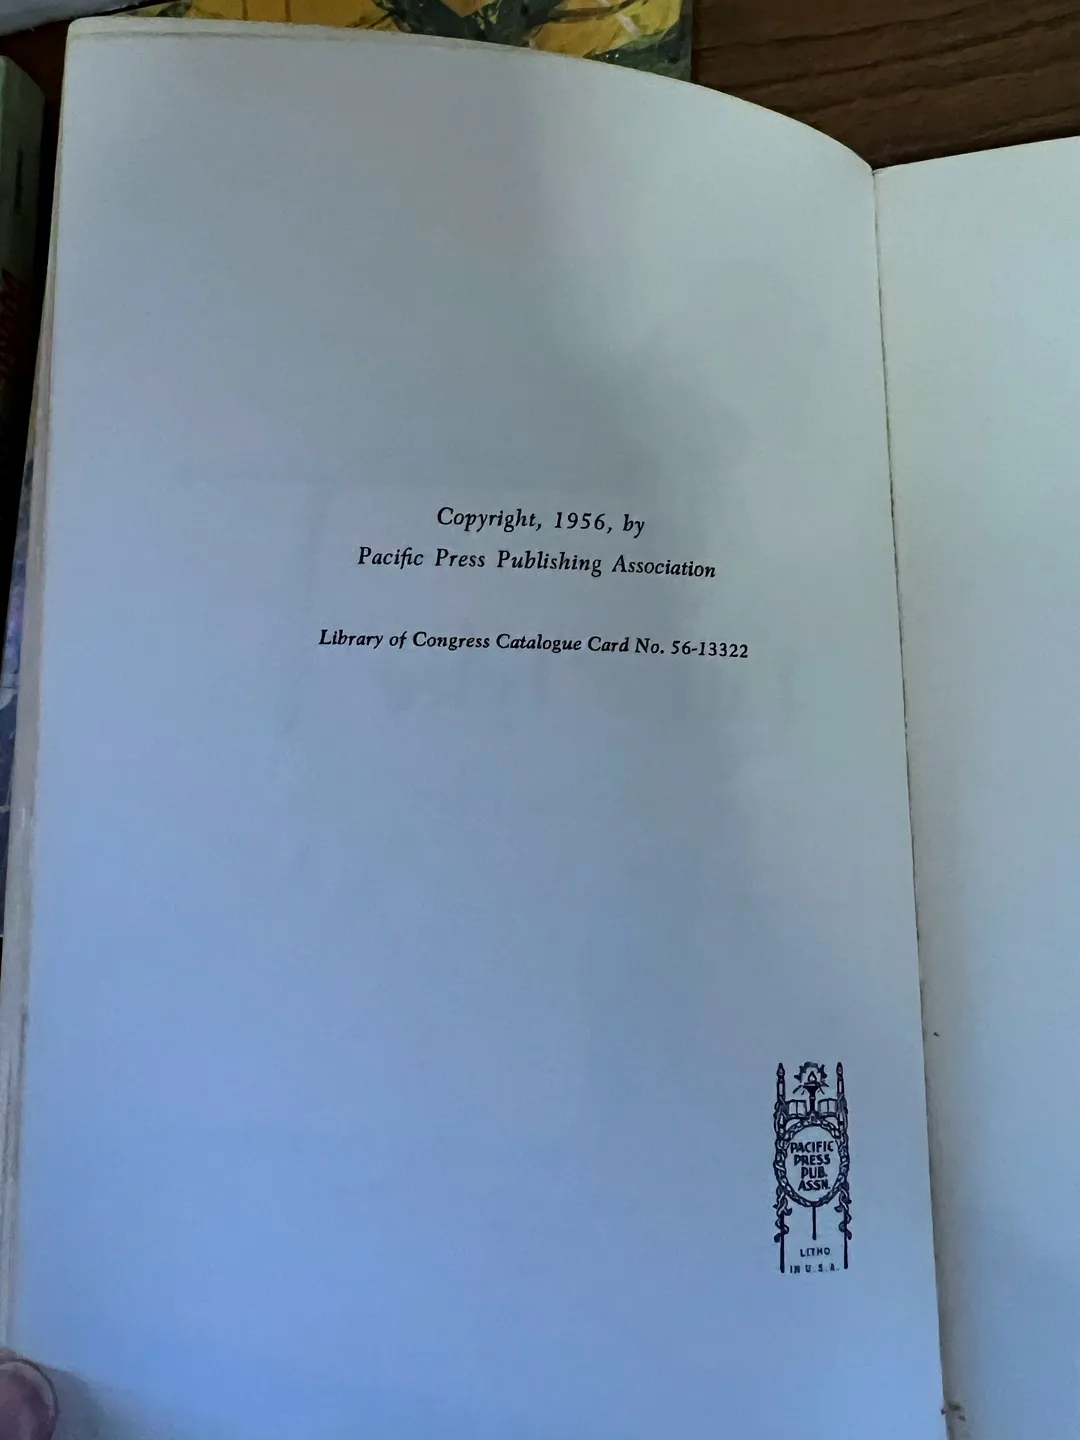 Copyright, 1956, by
Pacific Press Publishing Association
Library of Congress Catalogue Card No. 56-13322
PACIFIC
PRESS
PUB.
ASSN.
LITHO
IN U.S.A.